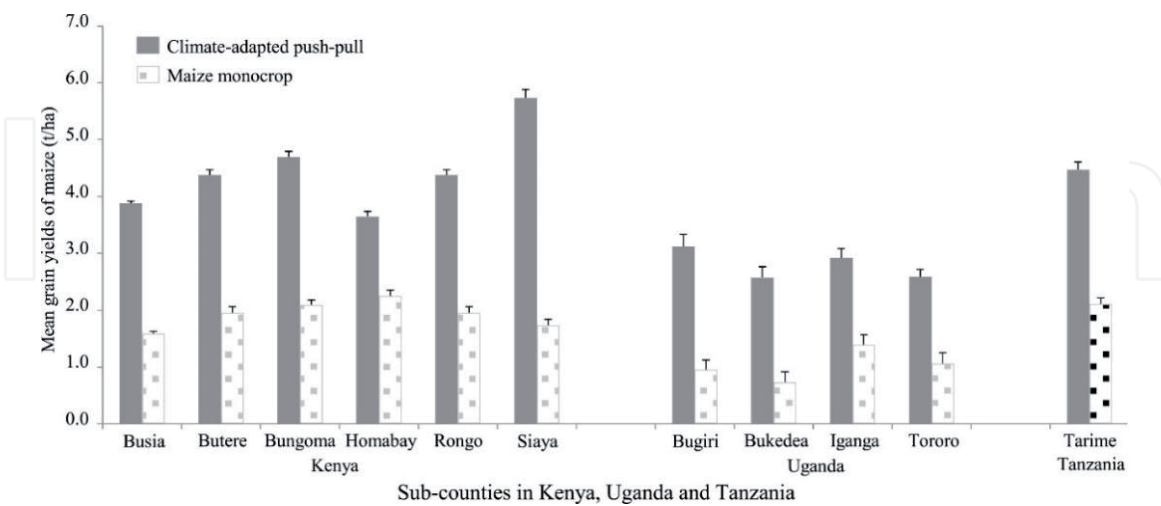 7.0
6.0
5.0
4.0
3.0
2.0
1.0
0.0
Mean grain yields of maize (t/ha)
Climate-adapted push-pull
Maize monocrop
Busia Butere Bungoma Homabay Rongo Siaya Bugiri Bukedea Iganga Tororo Tarime
Kenya Uganda Tanzania
Sub-counties in Kenya, Uganda and Tanzania